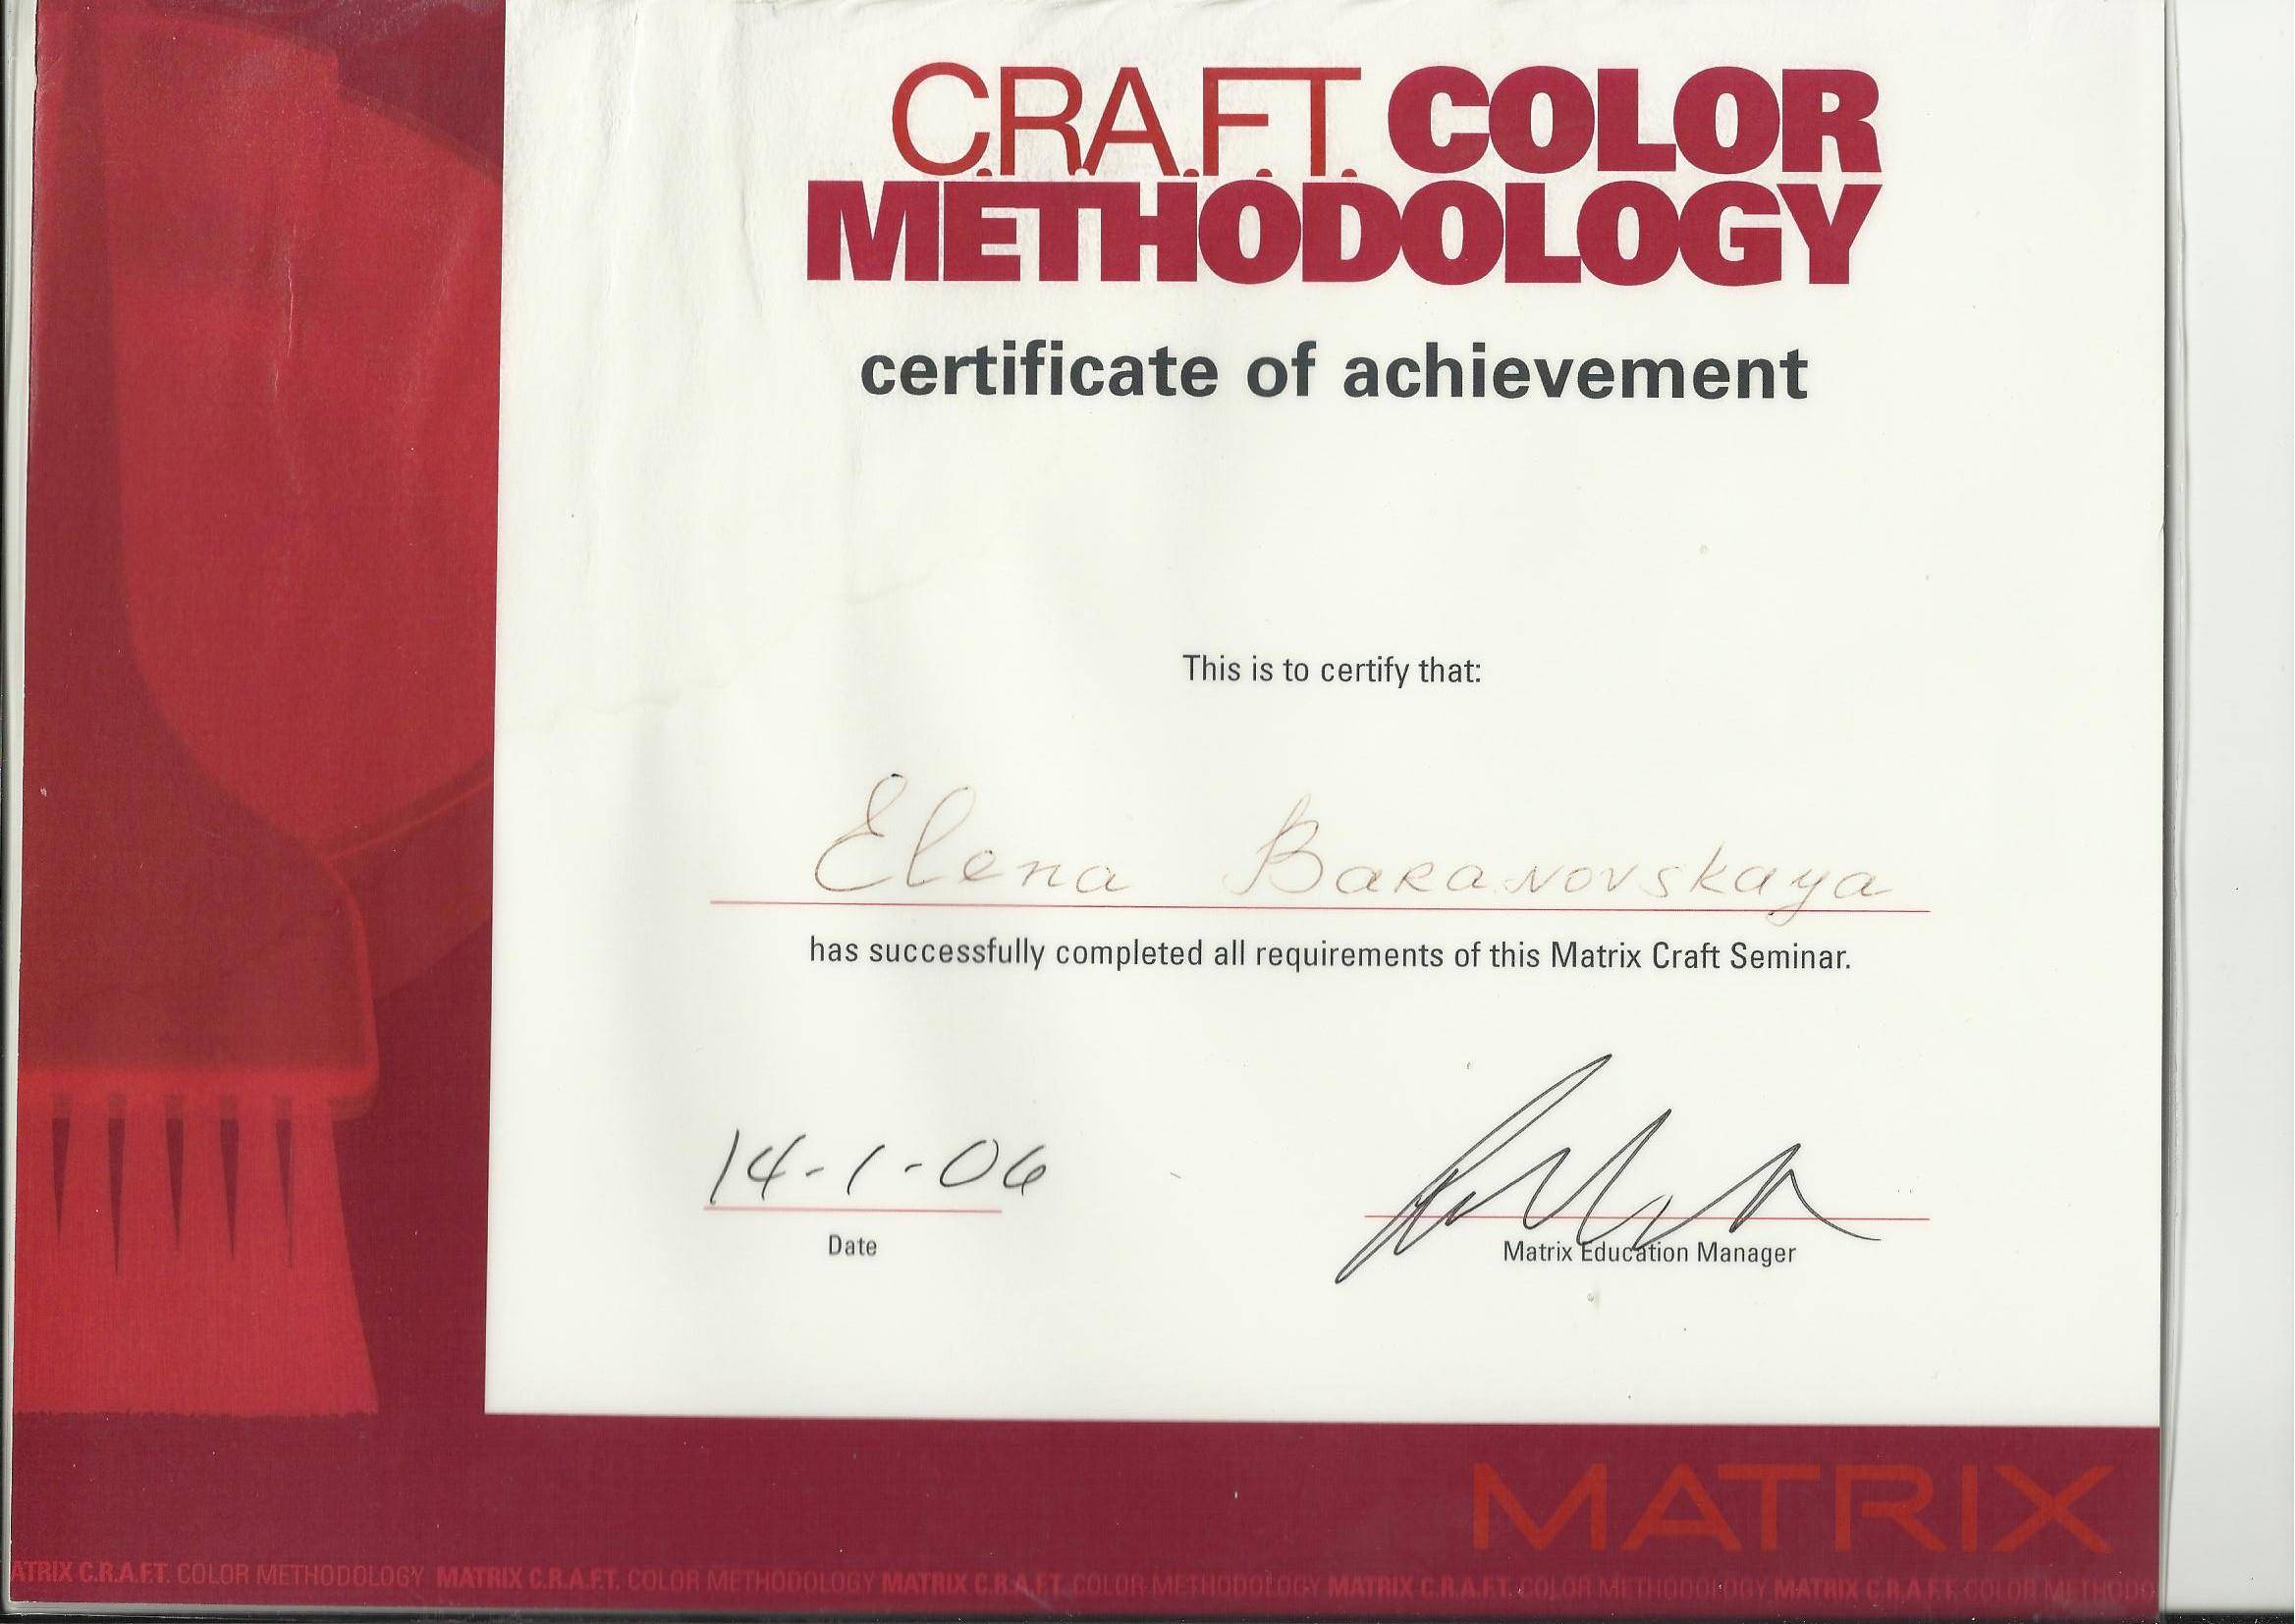 C.R.A.F.T. COLOR
METHODOLOGY
certificate of achievement
This is to certify that:
Elena Baranovskaya
has successfully completed all requirements of this Matrix Craft Seminar.
14-1-06
Date
Matrix Education Manager
MATRIX
ATRIX C.R.A.F.T. COLOR METHODOLOGY MATRIX C.R.A.F.T. COLOR METHODOLOGY MATRIX C.R.A.F.T. COLOR METHODOLOGY MATRIX C.R.A.F.T. COLOR METHODOLOGY MATRIX C.R.A.F.T. COLOR METHODO